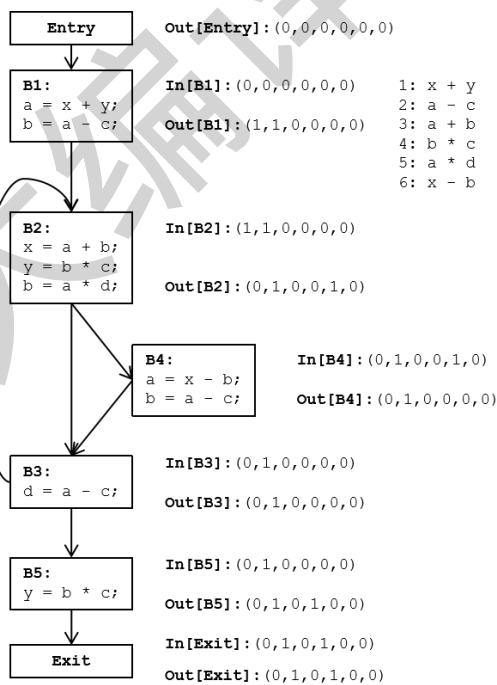 Entry
Out[Entry]:(0,0,0,0,0,0)
B1:
a = x + y;
b = a - c;
In[B1]:(0,0,0,0,0,0)
Out[B1]:(1,1,0,0,0,0)
1: x + y
2: a - c
3: a + b
4: b * c
5: a * d
6: x - b
B2:
x = a + b;
y = b * c;
b = a * d;
In[B2]:(1,1,0,0,0,0)
Out[B2]:(0,1,0,0,1,0)
B4:
a = x - b;
b = a - c;
In[B4]:(0,1,0,0,1,0)
Out[B4]:(0,1,0,0,0,0)
B3:
d = a - c;
In[B3]:(0,1,0,0,0,0)
Out[B3]:(0,1,0,0,0,0)
B5:
y = b * c;
In[B5]:(0,1,0,0,0,0)
Out[B5]:(0,1,0,1,0,0)
Exit
In[Exit]:(0,1,0,1,0,0)
Out[Exit]:(0,1,0,1,0,0)
编译